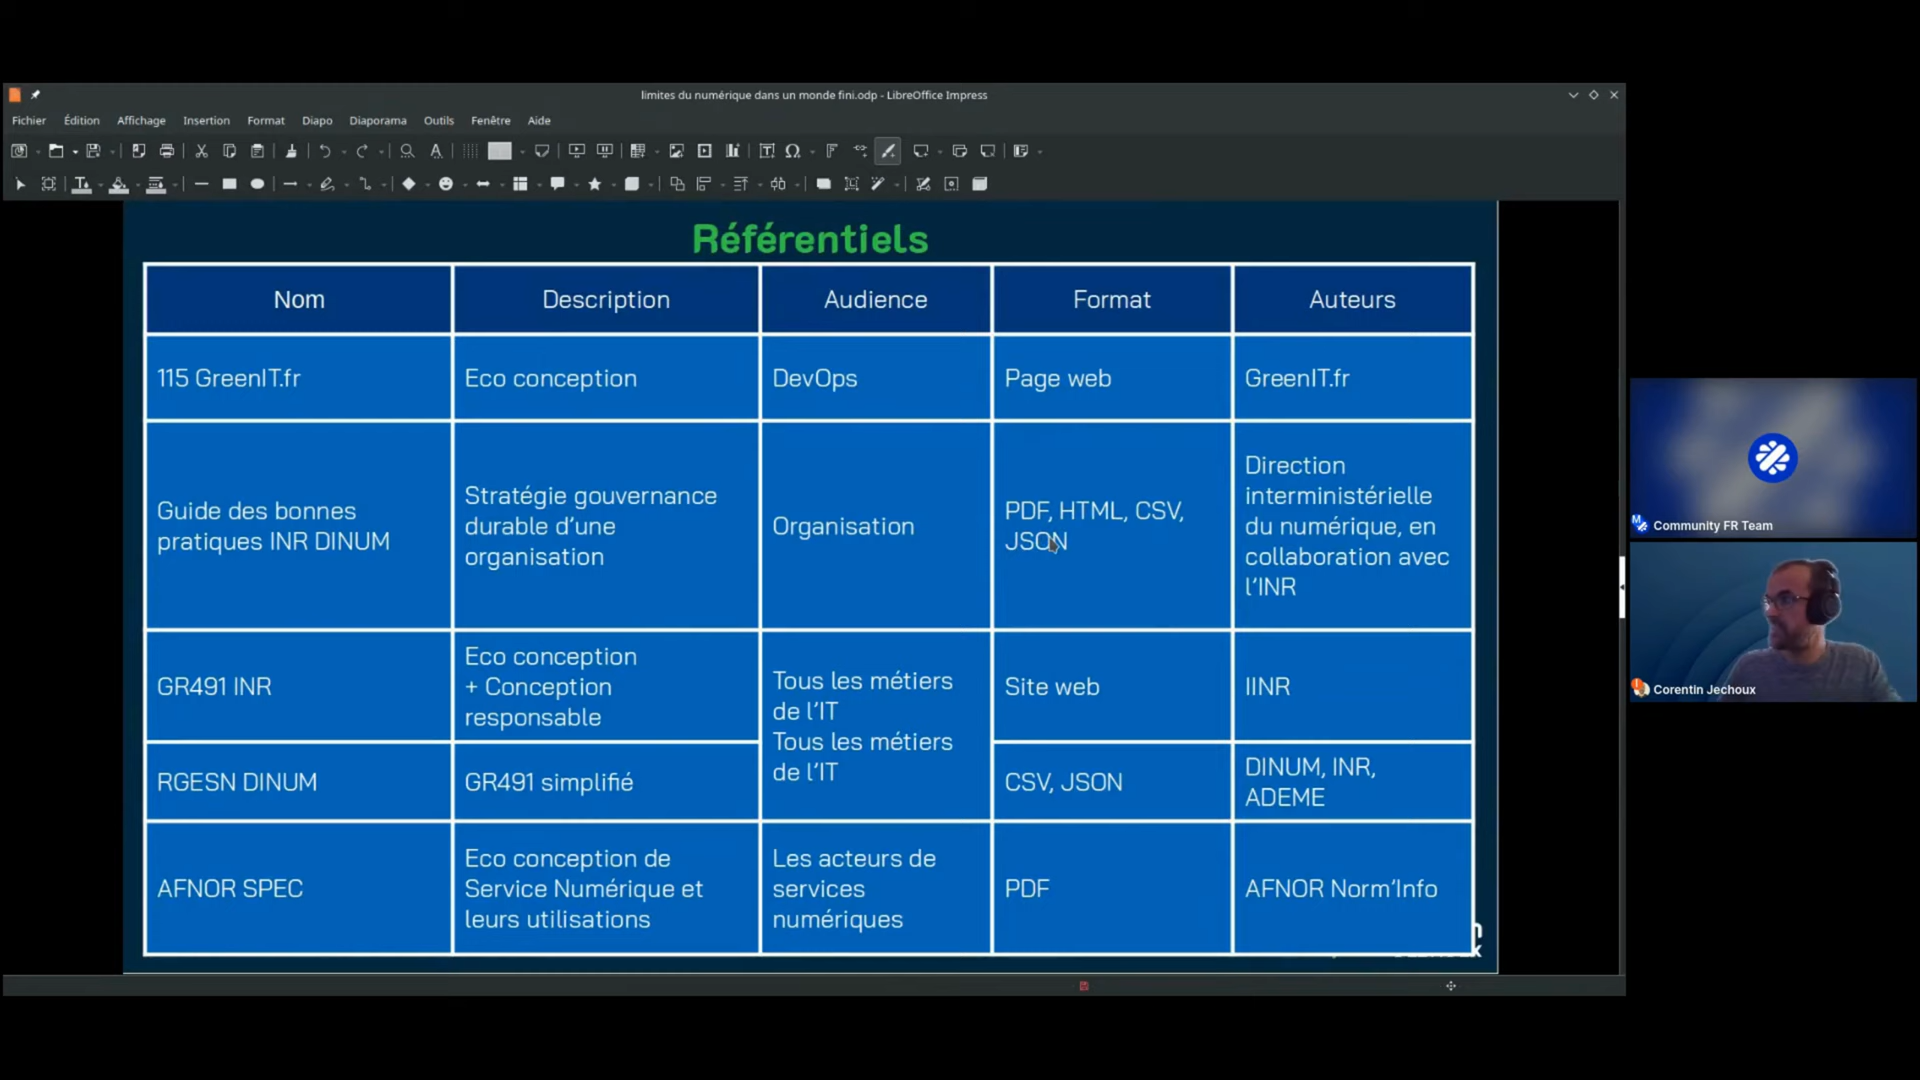 limites du numérique dans un monde fini.odp - LibreOffice Impress
Fichier Édition Affichage Insertion Format Diapo Diaporama Outils Fenêtre Aide
Référentiels
Nom Description Audience Format Auteurs
115 GreenIT.fr
Eco conception
DevOps
Page web
GreenIT.fr
Guide des bonnes
pratiques INR DINUM
Stratégie gouvernance
durable d’une
organisation
Organisation
PDF, HTML, CSV,
JSON
Direction
interministérielle
du numérique, en
collaboration avec
l’INR
GR491 INR
Eco conception
+ Conception
responsable
Tous les métiers
de l’IT
Tous les métiers
de l’IT
Site web
IINR
RGESN DINUM
GR491 simplifié
CSV, JSON
DINUM, INR,
ADEME
AFNOR SPEC
Eco conception de
Service Numérique et
leurs utilisations
Les acteurs de
services
numériques
PDF
AFNOR Norm’Info
Community FR Team
Corentin Jechoux